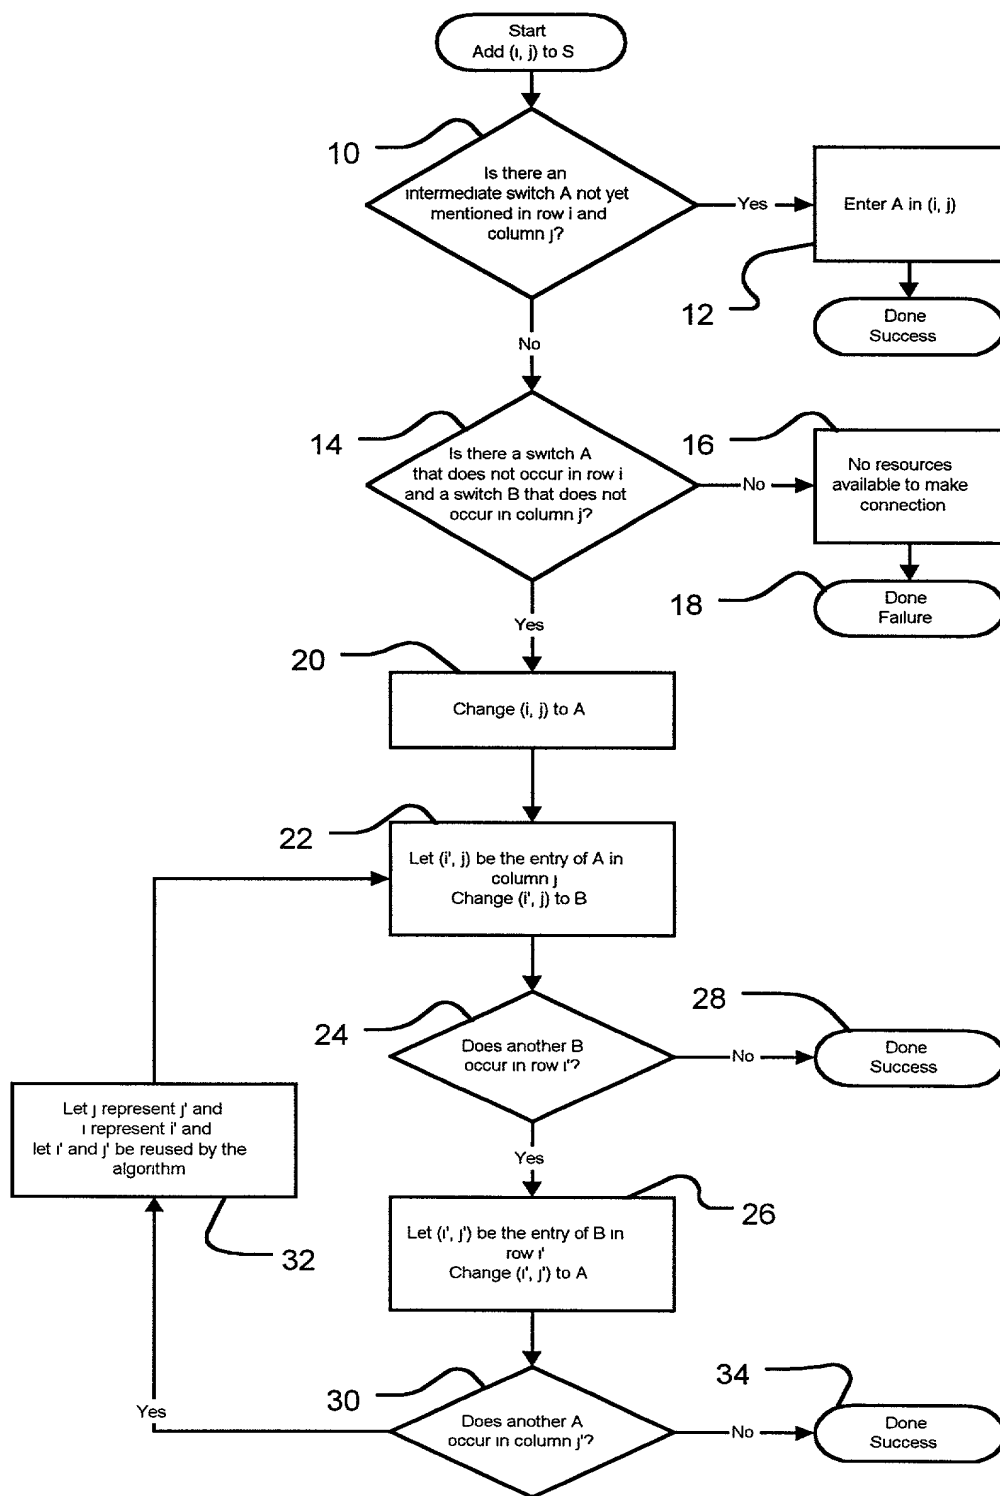 Start
Add (i, j) to S
10
Is there an
intermediate switch A not yet
mentioned in row i and
column j?
Yes
Enter A in (i, j)
12
Done
Success
No
14
Is there a switch A
that does not occur in row i
and a switch B that does not
occur in column j?
No
16
No resources
available to make
connection
18
Done
Failure
Yes
20
Change (i, j) to A
22
Let (i', j) be the entry of A in
column j
Change (i', j) to B
24
Does another B
occur in row i'?
No
28
Done
Success
Let j represent j' and
i represent i' and
let i' and j' be reused by the
algorithm
32
Yes
26
Let (i', j') be the entry of B in
row i'
Change (i', j') to A
30
Does another A
occur in column j'?
Yes
No
34
Done
Success